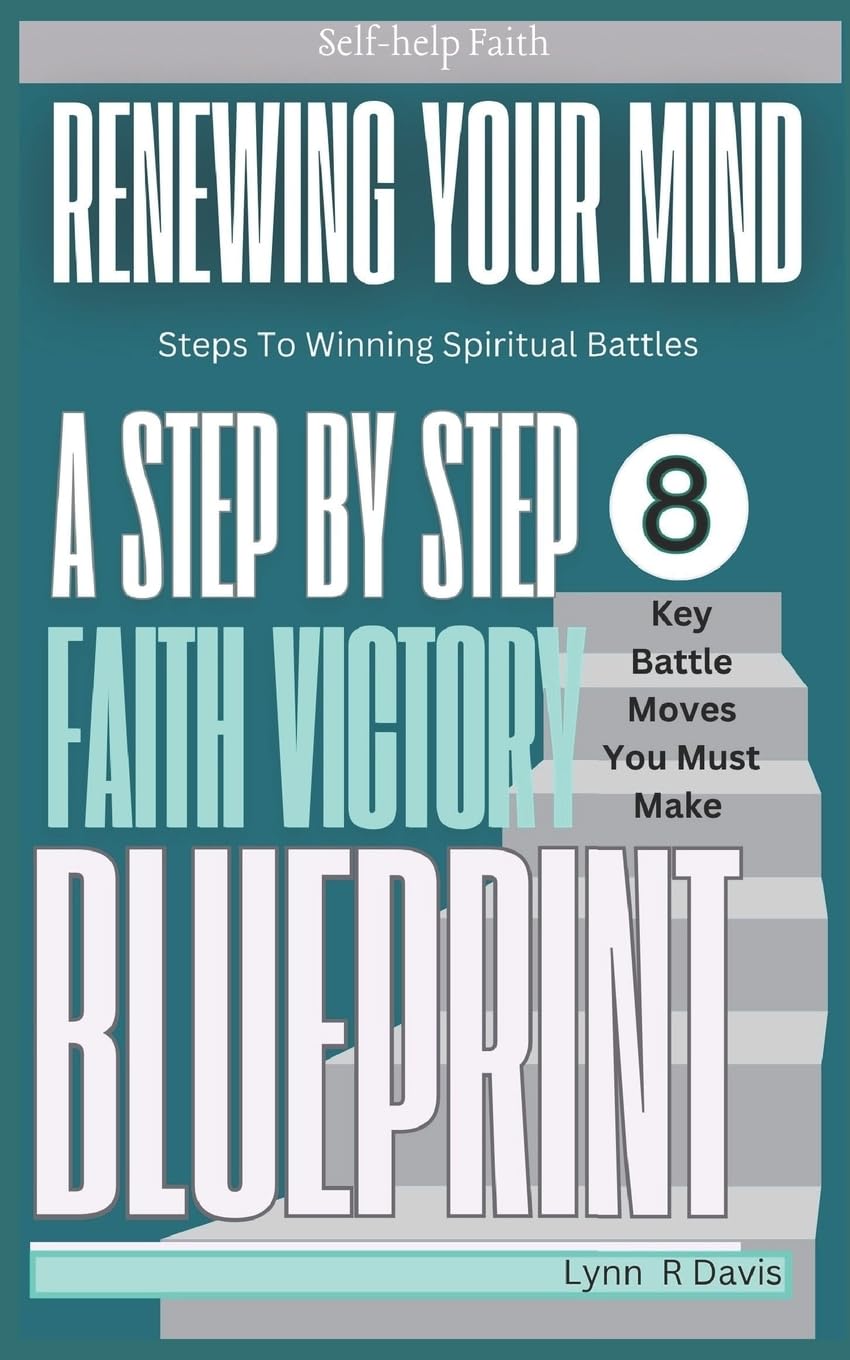 Self-help Faith
RENEWING YOUR MIND
Steps To Winning Spiritual Battles
A STEP BY STEP
FAITH VICTORY
BLUEPRINT
8
Key
Battle
Moves
You Must
Make
Lynn R Davis